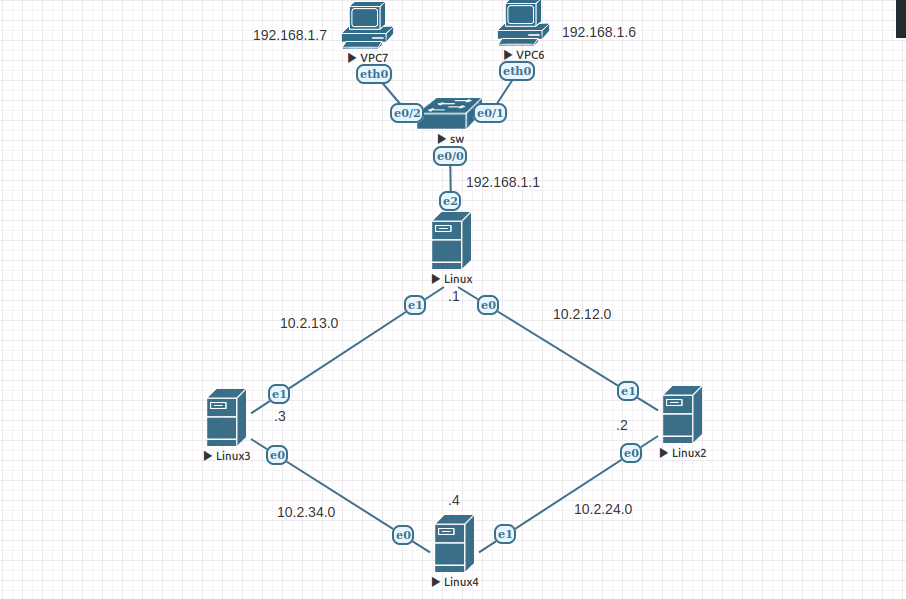 192.168.1.7
192.168.1.6
VPC7
VPC6
eth0
eth0
e0/2
e0/1
sw
e0/0
192.168.1.1
e2
Linux
.1
e1
e0
10.2.13.0
10.2.12.0
e1
e1
.3
.2
Linux3
e0
e0
Linux2
.4
10.2.34.0
10.2.24.0
e0
e1
Linux4